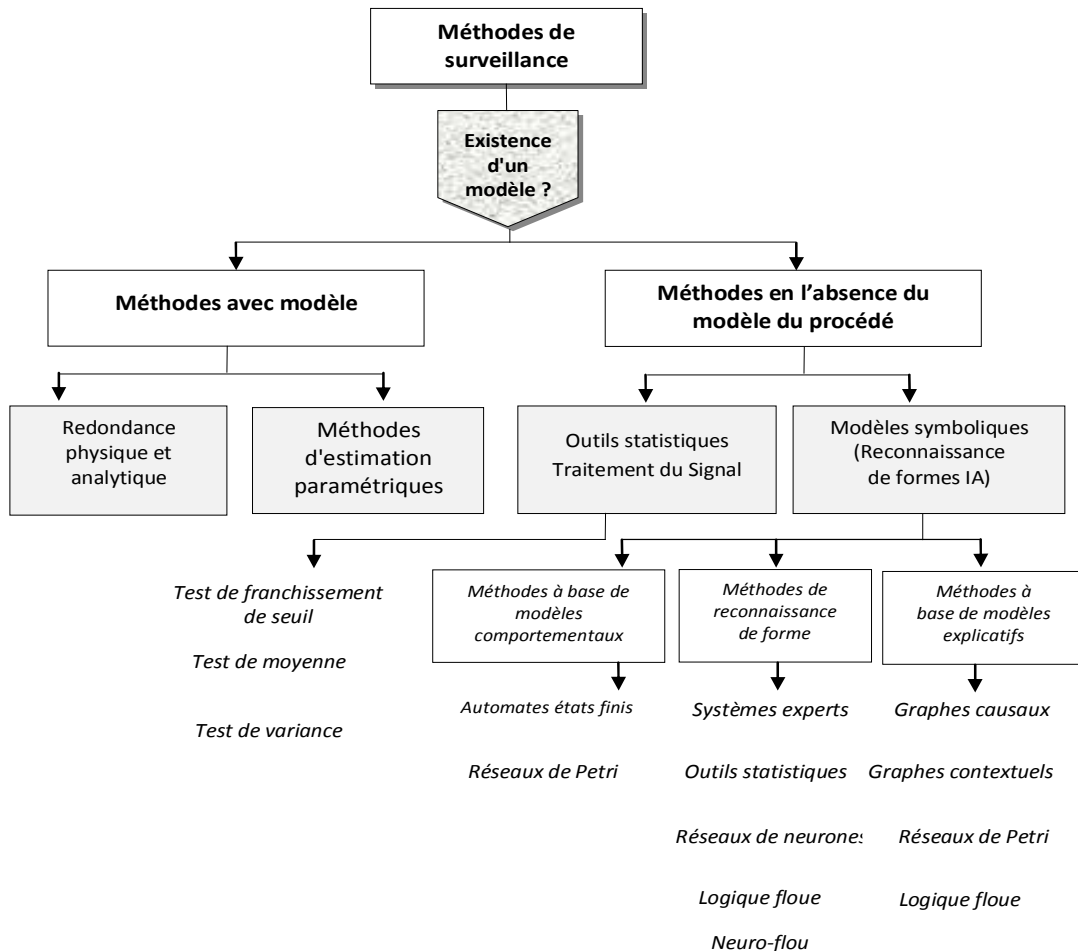 Méthodes de
surveillance
Existence
d'un
modèle ?
Méthodes avec modèle
Méthodes en l’absence du
modèle du procédé
Redondance
physique et
analytique
Méthodes
d'estimation
paramétriques
Outils statistiques
Traitement du Signal
Modèles symboliques
(Reconnaissance
de formes IA)
Test de franchissement
de seuil
Test de moyenne
Test de variance
Méthodes à base de
modèles
comportementaux
Automates états finis
Réseaux de Petri
Méthodes de
reconnaissance
de forme
Systèmes experts
Outils statistiques
Réseaux de neurones
Logique floue
Neuro-flou
Méthodes à
base de modèles
explicatifs
Graphes causaux
Graphes contextuels
Réseaux de Petri
Logique floue